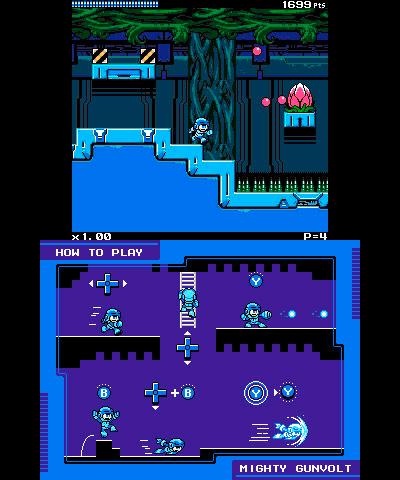 1699 Pts
x1.00 P=4
HOW TO PLAY
Y
B + B Y Y
MIGHTY GUNVOLT